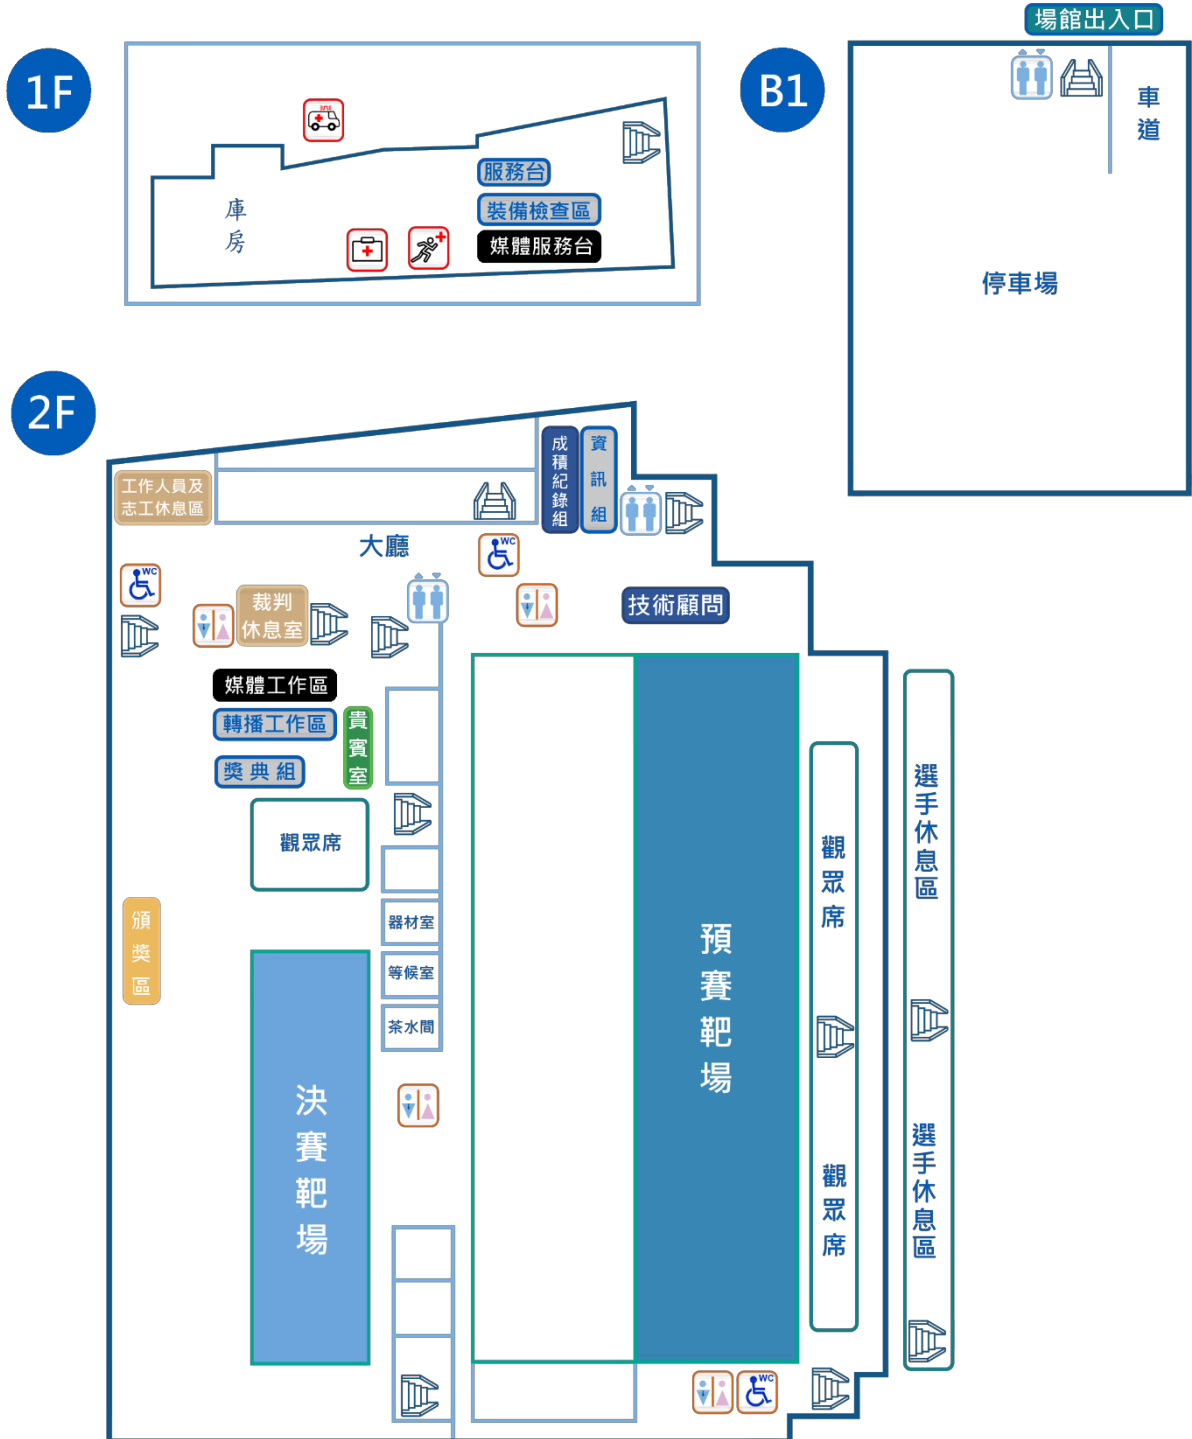 場館出入口
1F
B1
車道
服務台
裝備檢查區
媒體服務台
庫房
停車場
2F
成積紀錄組
資訊組
工作人員及
志工休息區
大廳
WC
WC
裁判
休息室
技術顧問
媒體工作區
轉播工作區
獎典組
貴賓室
觀眾席
選手休息區
觀眾席
頒獎區
器材室
等候室
茶水間
預賽靶場
決賽靶場
觀眾席
選手休息區
WC